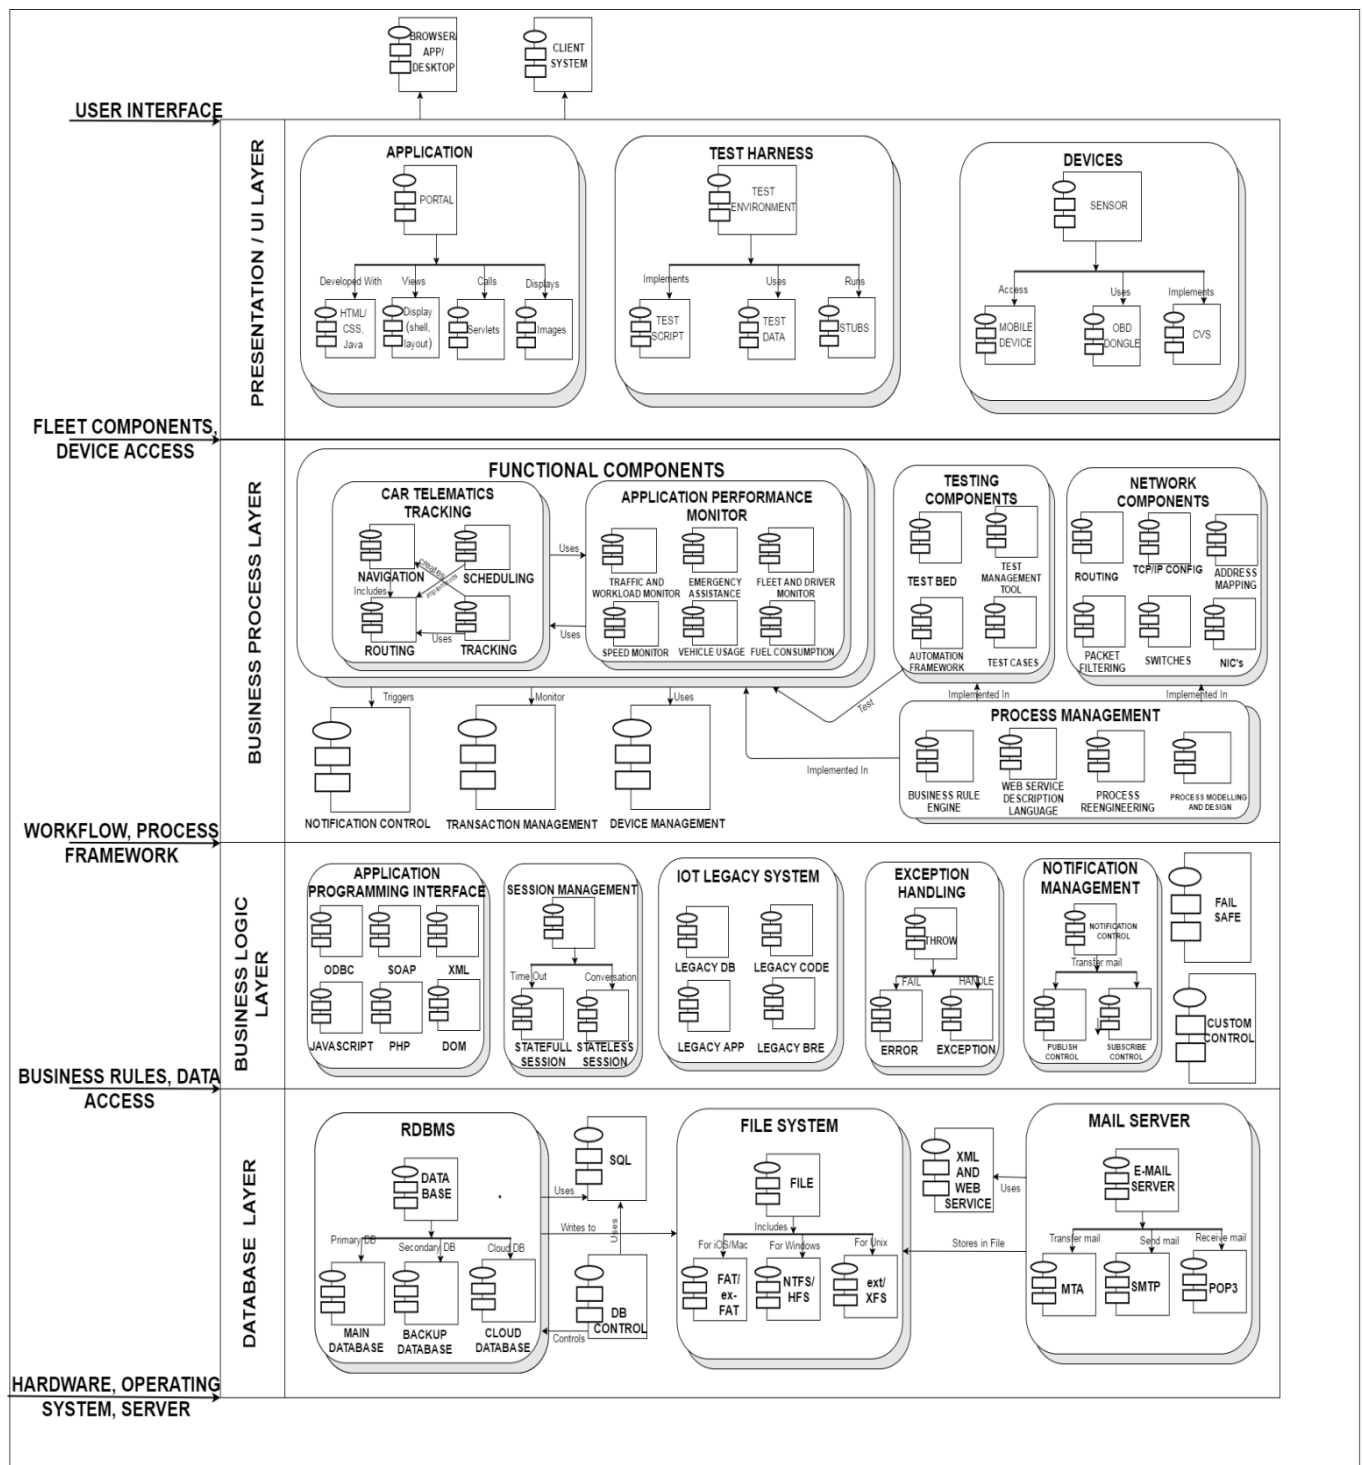 BROWSER/
APP/
DESKTOP
CLIENT
SYSTEM
USER INTERFACE
PRESENTATION / UI LAYER
APPLICATION
PORTAL
Developed With
Views
Calls
Displays
HTML/
CSS,
Java
Display
(shell,
layout)
Servlets
Images
TEST HARNESS
TEST
ENVIRONMENT
Implements
Uses
Runs
TEST
SCRIPT
TEST
DATA
STUBS
DEVICES
SENSOR
Access
Uses
Implements
MOBILE
DEVICE
OBD
DONGLE
CVS
FLEET COMPONENTS,
DEVICE ACCESS
BUSINESS PROCESS LAYER
FUNCTIONAL COMPONENTS
CAR TELEMATICS
TRACKING
NAVIGATION
SCHEDULING
creates
implements
Includes
Uses
ROUTING
TRACKING
Uses
Uses
APPLICATION PERFORMANCE
MONITOR
TRAFFIC AND
WORKLOAD MONITOR
EMERGENCY
ASSISTANCE
FLEET AND DRIVER
MONITOR
SPEED MONITOR
VEHICLE USAGE
FUEL CONSUMPTION
TESTING
COMPONENTS
TEST BED
TEST
MANAGEMENT
TOOL
AUTOMATION
FRAMEWORK
TEST CASES
NETWORK
COMPONENTS
ROUTING
TCP/IP CONFIG
ADDRESS
MAPPING
PACKET
FILTERING
SWITCHES
NIC's
Triggers
Monitor
Uses
Test
Implemented In
Implemented In
Implemented In
NOTIFICATION CONTROL
TRANSACTION MANAGEMENT
DEVICE MANAGEMENT
PROCESS MANAGEMENT
BUSINESS RULE
ENGINE
WEB SERVICE
DESCRIPTION
LANGUAGE
PROCESS
REENGINEERING
PROCESS MODELLING
AND DESIGN
WORKFLOW, PROCESS
FRAMEWORK
BUSINESS LOGIC
LAYER
APPLICATION
PROGRAMMING INTERFACE
ODBC
SOAP
XML
JAVASCRIPT
PHP
DOM
SESSION MANAGEMENT
Time Out
Conversation
STATEFULL
SESSION
STATELESS
SESSION
IOT LEGACY SYSTEM
LEGACY DB
LEGACY CODE
LEGACY APP
LEGACY BRE
EXCEPTION
HANDLING
THROW
FAIL
HANDLE
ERROR
EXCEPTION
NOTIFICATION
MANAGEMENT
NOTIFICATION
CONTROL
Transfer mail
PUBLISH
CONTROL
SUBSCRIBE
CONTROL
FAIL
SAFE
CUSTOM
CONTROL
BUSINESS RULES, DATA
ACCESS
DATABASE LAYER
RDBMS
DATA
BASE
Primary DB
Secondary DB
Cloud DB
MAIN
DATABASE
BACKUP
DATABASE
CLOUD
DATABASE
SQL
Uses
Writes to
Uses
DB
CONTROL
Controls
FILE SYSTEM
FILE
Includes
For iOS/Mac
For Windows
For Unix
FAT/
ex-
FAT
NTFS/
HFS
ext/
XFS
XML
AND
WEB
SERVICE
Uses
Stores in File
MAIL SERVER
E-MAIL
SERVER
Transfer mail
Send mail
Receive mail
MTA
SMTP
POP3
HARDWARE, OPERATING
SYSTEM, SERVER